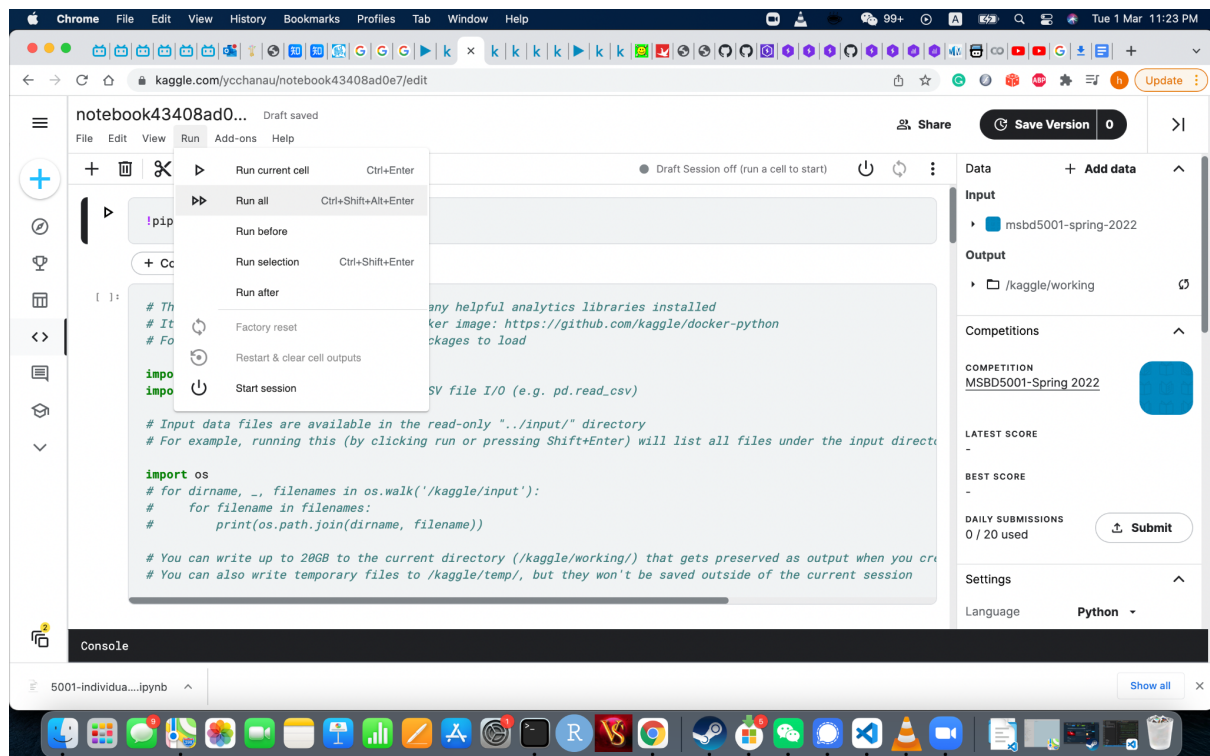 Chrome File Edit View History Bookmarks Profiles Tab Window Help 99+ A Tue 1 Mar 11:23 PM
kaggle.com/ycchanau/notebook43408ad0e7/edit ABP h Update
notebook43408ad0... Draft saved
File Edit View Run Add-ons Help
Share
Save Version 0
Run current cell Ctrl+Enter
Run all Ctrl+Shift+Alt+Enter
Run before
Run selection Ctrl+Shift+Enter
Run after
Factory reset
Restart & clear cell outputs
Start session
Draft Session off (run a cell to start)
!pip
+ Co
[ ]:
# Th any helpful analytics libraries installed
# It ker image: https://github.com/kaggle/docker-python
# Fo ckages to load
impo
impo SV file I/O (e.g. pd.read_csv)
# Input data files are available in the read-only "../input/" directory
# For example, running this (by clicking run or pressing Shift+Enter) will list all files under the input directo
import os
# for dirname, _, filenames in os.walk('/kaggle/input'):
#     for filename in filenames:
#         print(os.path.join(dirname, filename))
# You can write up to 20GB to the current directory (/kaggle/working/) that gets preserved as output when you cre
# You can also write temporary files to /kaggle/temp/, but they won't be saved outside of the current session
Data + Add data
Input
msbd5001-spring-2022
Output
/kaggle/working
Competitions
COMPETITION
MSBD5001-Spring 2022
LATEST SCORE
-
BEST SCORE
-
DAILY SUBMISSIONS
0 / 20 used
Submit
Settings
Language Python
2
Console
5001-individua....ipynb
Show all
9 1 R 5